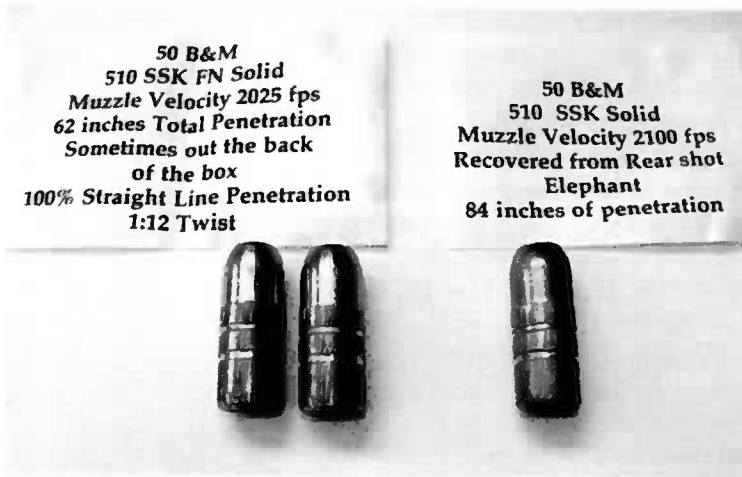 50 B&M
510 SSK FN Solid
Muzzle Velocity 2025 fps
62 inches Total Penetration
Sometimes out the back
of the box
100% Straight Line Penetration
1:12 Twist
50 B&M
510 SSK Solid
Muzzle Velocity 2100 fps
Recovered from Rear shot
Elephant
84 inches of penetration